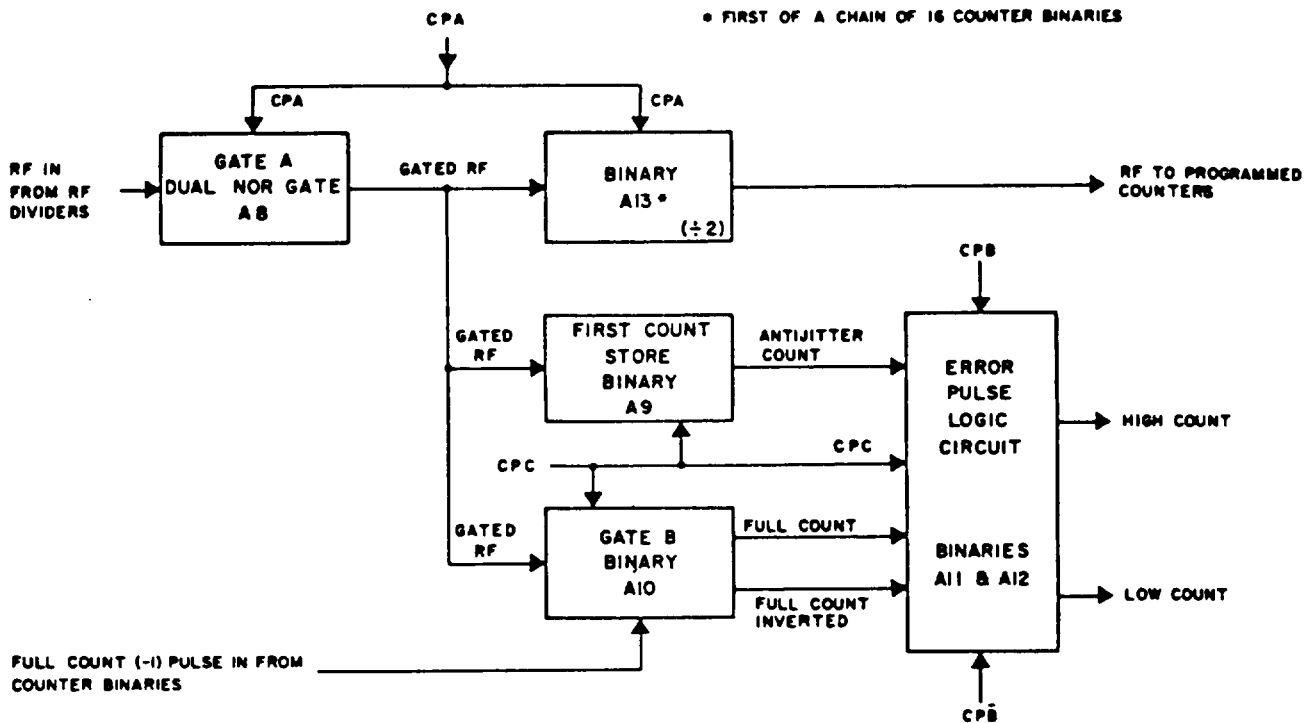 * FIRST OF A CHAIN OF 16 COUNTER BINARIES
CPA
CPA
CPA
RF IN
FROM RF
DIVIDERS
GATE A
DUAL NOR GATE
A8
GATED RF
BINARY
A13 *
(÷2)
RF TO PROGRAMMED
COUNTERS
CPB
GATED
RF
FIRST COUNT
STORE
BINARY
A9
ANTIJITTER
COUNT
ERROR
PULSE
LOGIC
CIRCUIT
HIGH COUNT
CPC
CPC
GATED
RF
GATE B
BINARY
A10
FULL COUNT
FULL COUNT
INVERTED
BINARIES
A11 & A12
LOW COUNT
FULL COUNT (-1) PULSE IN FROM
COUNTER BINARIES
CPB̄